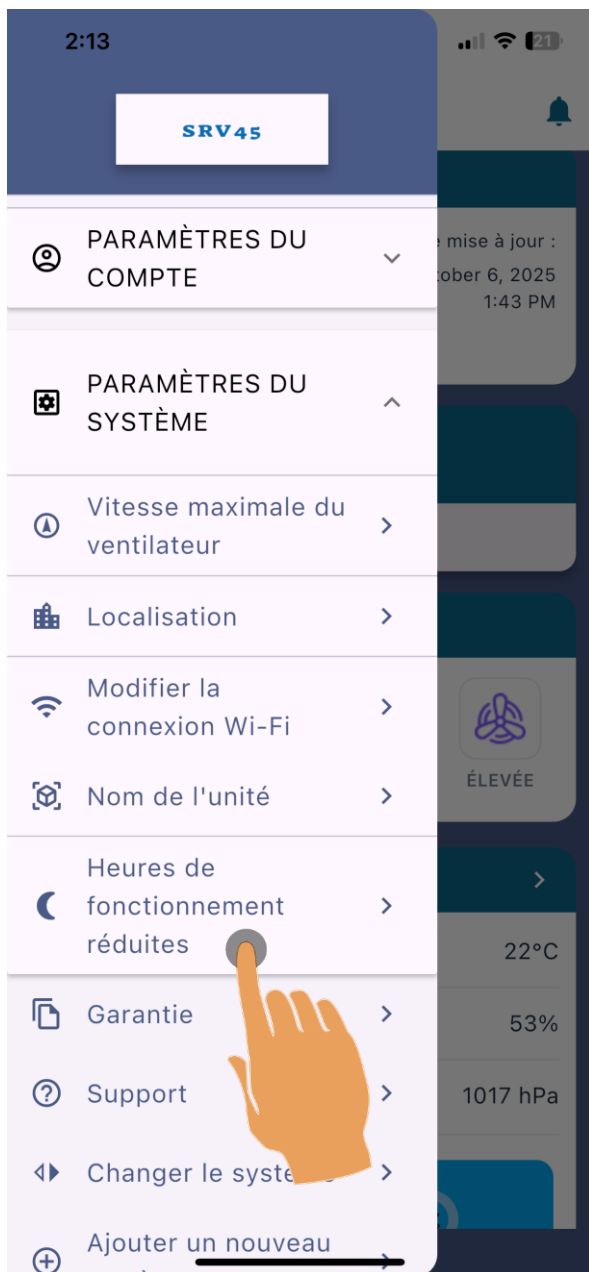 2:13
21
SRV45
PARAMÈTRES DU
COMPTE
e mise à jour :
tober 6, 2025
1:43 PM
PARAMÈTRES DU
SYSTÈME
Vitesse maximale du
ventilateur
Localisation
Modifier la
connexion Wi-Fi
ÉLEVÉE
Nom de l'unité
Heures de
fonctionnement
réduites
22°C
Garantie
53%
Support
1017 hPa
Changer le
Ajouter un nouveau